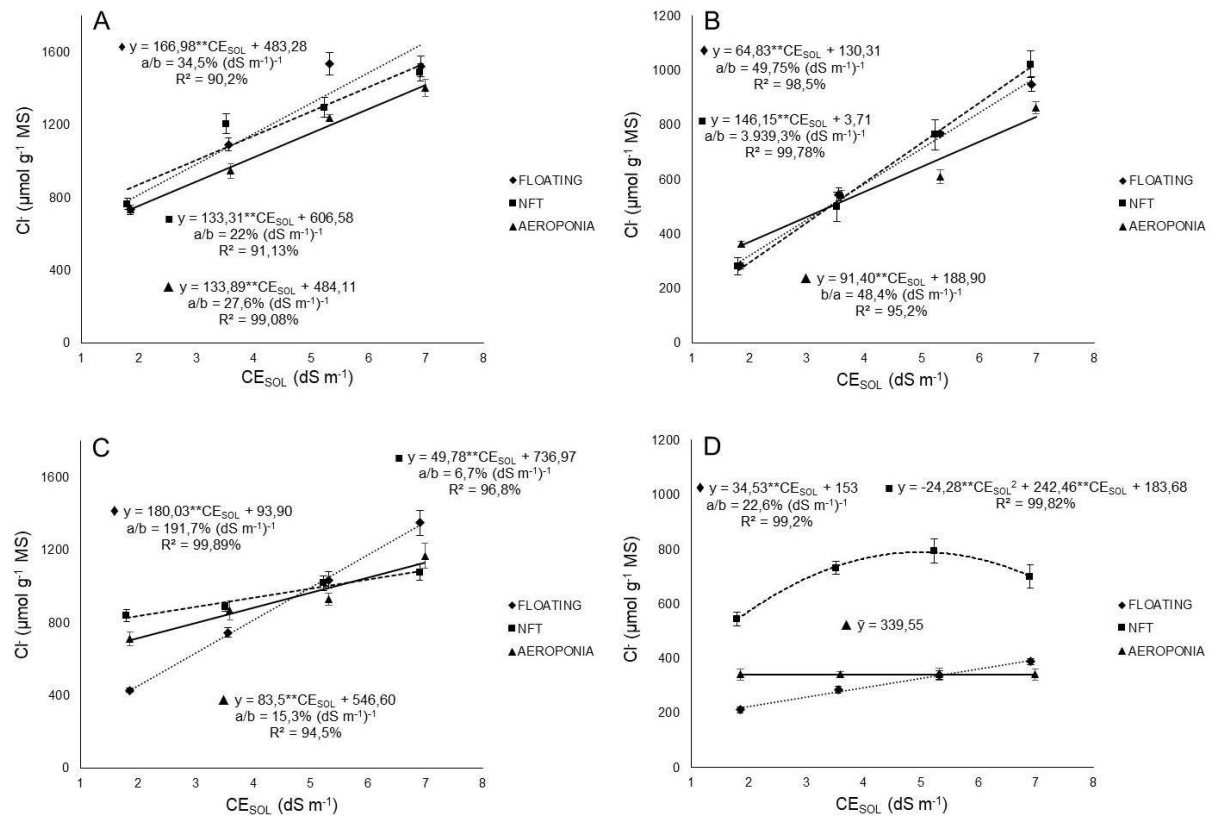 A
♦ y = 166,98**CE_SOL + 483,28
a/b = 34,5% (dS m⁻¹)⁻¹
R² = 90,2%
■ y = 133,31**CE_SOL + 606,58
a/b = 22% (dS m⁻¹)⁻¹
R² = 91,13%
▲ y = 133,89**CE_SOL + 484,11
a/b = 27,6% (dS m⁻¹)⁻¹
R² = 99,08%
Cl⁻ (µmol g⁻¹ MS)
1600
1200
800
400
0
1 2 3 4 5 6 7 8
CE_SOL (dS m⁻¹)
♦ FLOATING
■ NFT
▲ AEROPONIA
B
♦ y = 64,83**CE_SOL + 130,31
a/b = 49,75% (dS m⁻¹)⁻¹
R² = 98,5%
■ y = 146,15**CE_SOL + 3,71
a/b = 3.939,3% (dS m⁻¹)⁻¹
R² = 99,78%
▲ y = 91,40**CE_SOL + 188,90
b/a = 48,4% (dS m⁻¹)⁻¹
R² = 95,2%
Cl⁻ (µmol g⁻¹ MS)
1200
1000
800
600
400
200
0
1 2 3 4 5 6 7 8
CE_SOL (dS m⁻¹)
♦ FLOATING
■ NFT
▲ AEROPONIA
C
■ y = 49,78**CE_SOL + 736,97
a/b = 6,7% (dS m⁻¹)⁻¹
R² = 96,8%
♦ y = 180,03**CE_SOL + 93,90
a/b = 191,7% (dS m⁻¹)⁻¹
R² = 99,89%
▲ y = 83,5**CE_SOL + 546,60
a/b = 15,3% (dS m⁻¹)⁻¹
R² = 94,5%
Cl⁻ (µmol g⁻¹ MS)
1600
1200
800
400
0
1 2 3 4 5 6 7 8
CE_SOL (dS m⁻¹)
♦ FLOATING
■ NFT
▲ AEROPONIA
D
♦ y = 34,53**CE_SOL + 153
a/b = 22,6% (dS m⁻¹)⁻¹
R² = 99,2%
■ y = -24,28**CE_SOL² + 242,46**CE_SOL + 183,68
R² = 99,82%
▲ ȳ = 339,55
Cl⁻ (µmol g⁻¹ MS)
1200
1000
800
600
400
200
0
1 2 3 4 5 6 7 8
CE_SOL (dS m⁻¹)
♦ FLOATING
■ NFT
▲ AEROPONIA